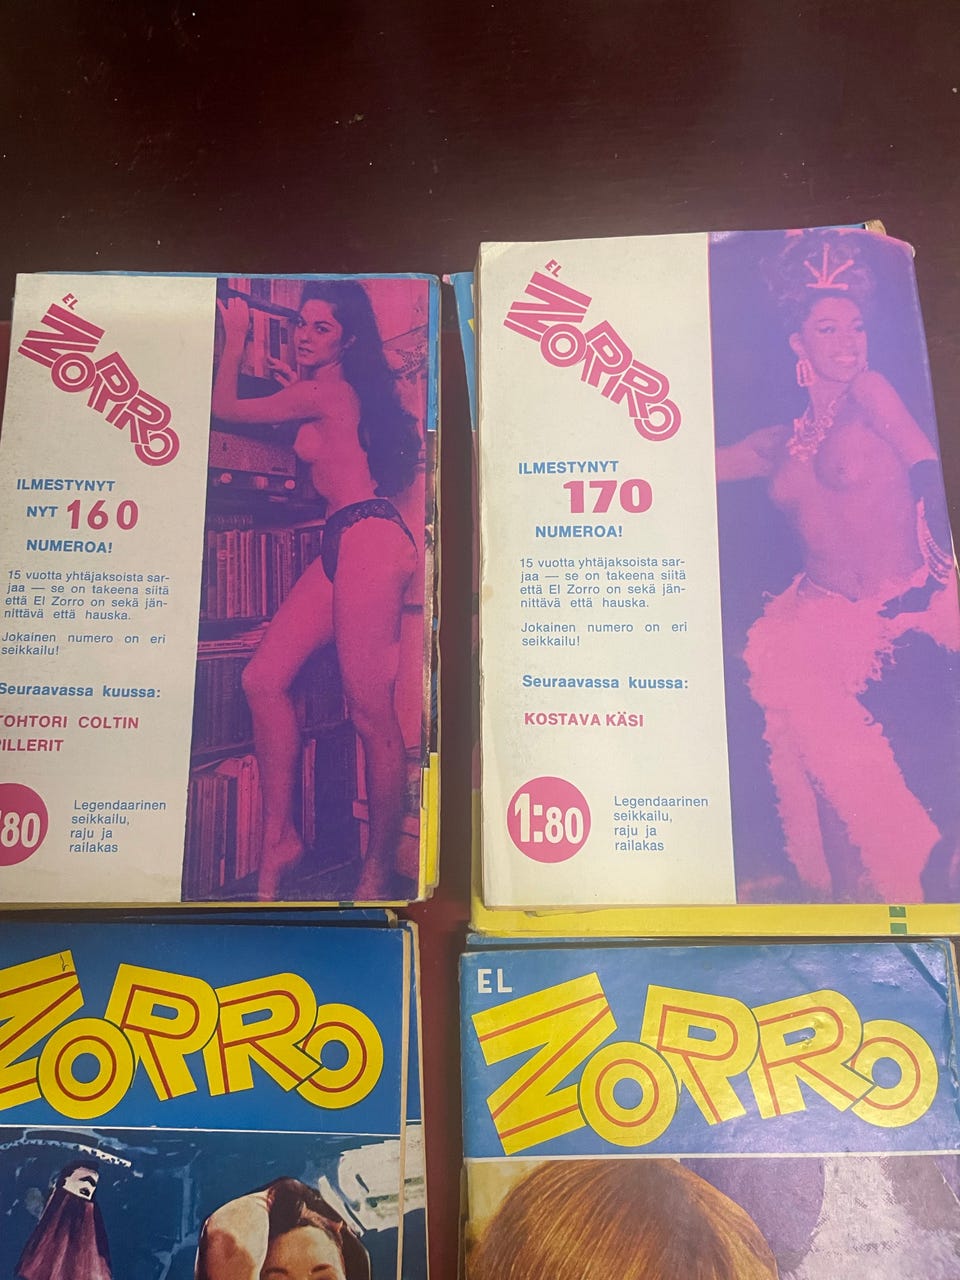 EL
ZORRO
ILMESTYNYT
NYT 160
NUMEROA!
15 vuotta yhtäjaksoista sar-
jaa — se on takeena siitä
että El Zorro on sekä jän-
nittävä että hauska.
Jokainen numero on eri
seikkailu!
Seuraavassa kuussa:
TOHTORI COLTIN
PILLERIT
80
Legendaarinen
seikkailu,
raju ja
railakas
EL
ZORRO
ILMESTYNYT
170
NUMEROA!
15 vuotta yhtäjaksoista sar-
jaa — se on takeena siitä
että El Zorro on sekä jän-
nittävä että hauska.
Jokainen numero on eri
seikkailu!
Seuraavassa kuussa:
KOSTAVA KÄSI
1:80
Legendaarinen
seikkailu,
raju ja
railakas
ZORRO
EL
ZORRO